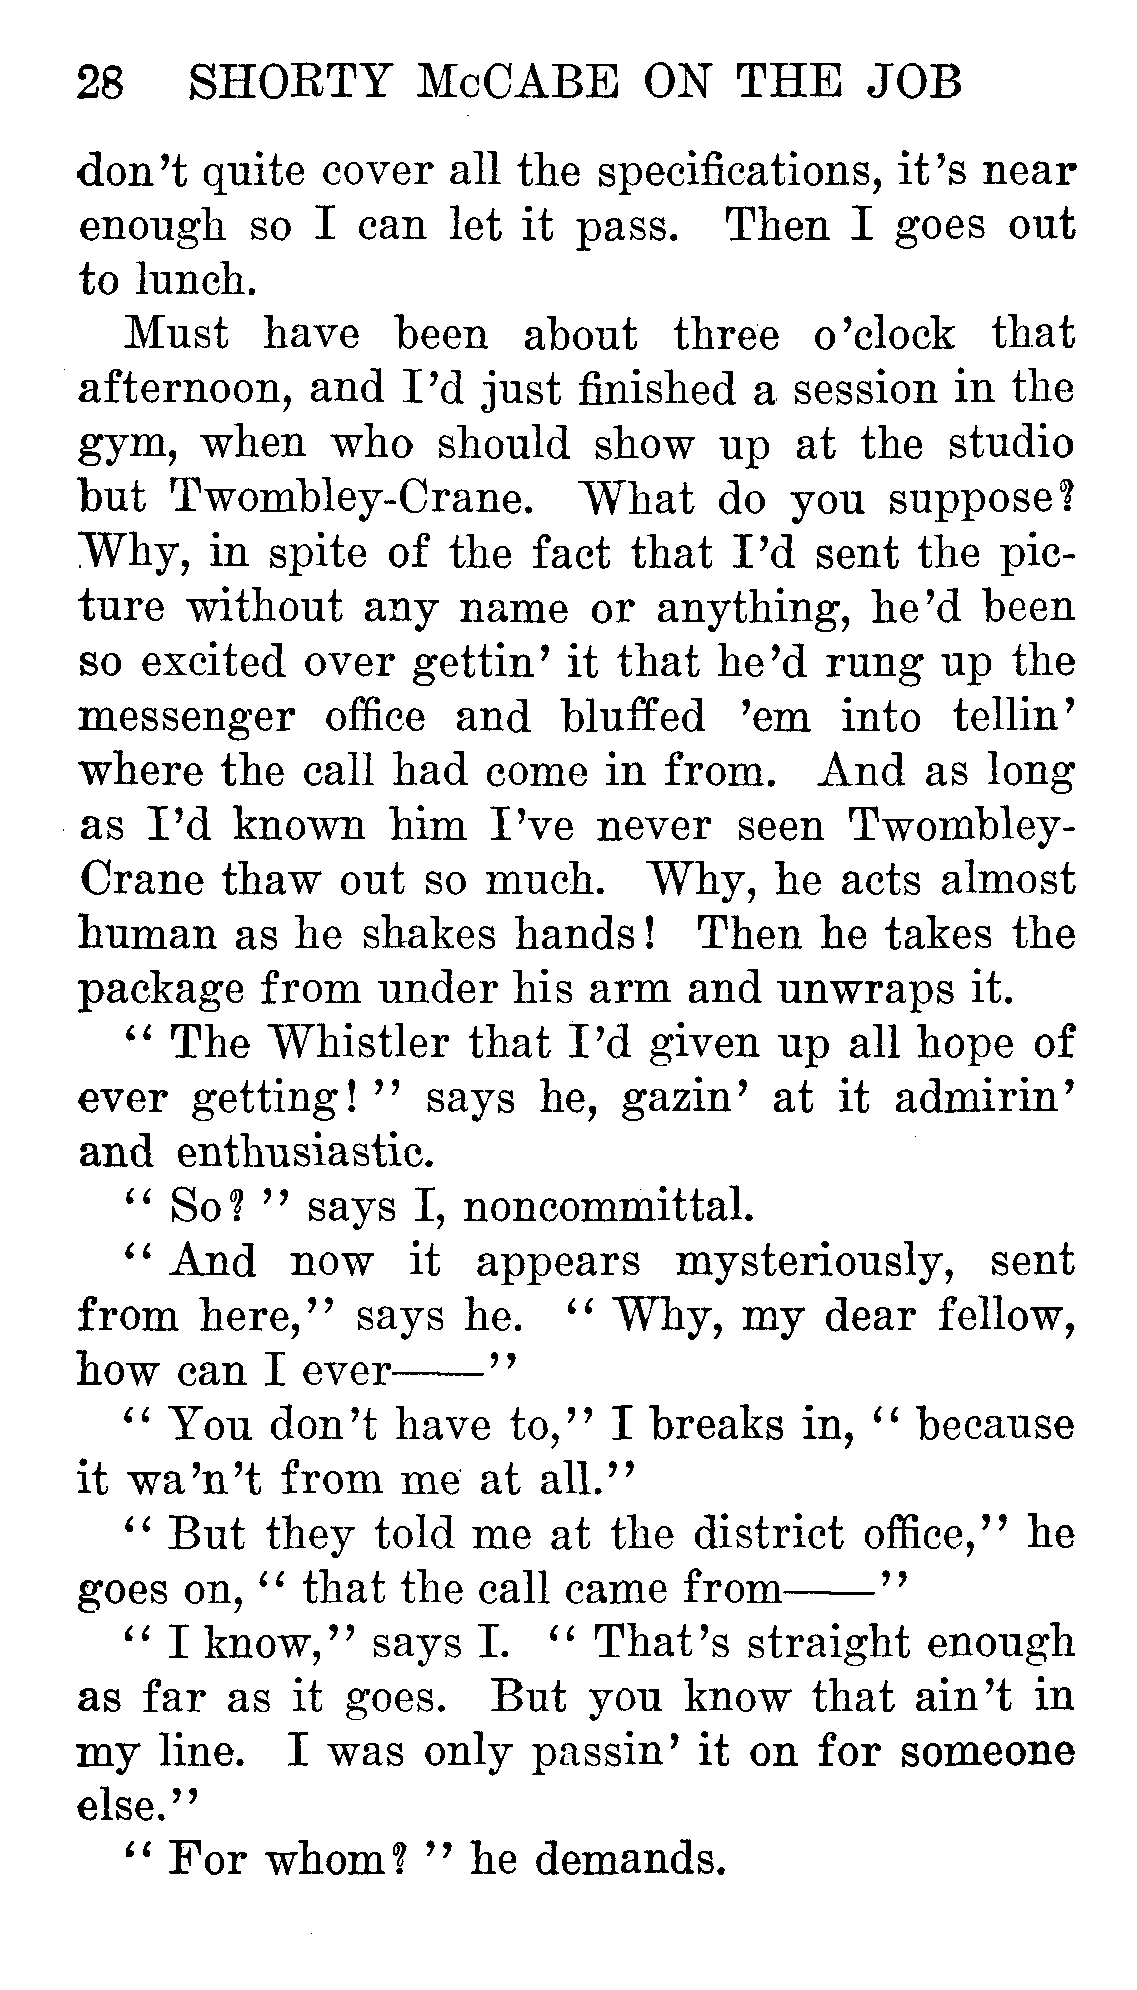 28 SHORTY McCABE ON THE JOB
don't quite cover all the specifications, it's near
enough so I can let it pass. Then I goes out
to lunch.
Must have been about three o'clock that
afternoon, and I'd just finished a session in the
gym, when who should show up at the studio
but Twombley-Crane. What do you suppose?
Why, in spite of the fact that I'd sent the pic-
ture without any name or anything, he'd been
so excited over gettin' it that he'd rung up the
messenger office and bluffed 'em into tellin'
where the call had come in from. And as long
as I'd known him I've never seen Twombley-
Crane thaw out so much. Why, he acts almost
human as he shakes hands! Then he takes the
package from under his arm and unwraps it.
"The Whistler that I'd given up all hope of
ever getting!" says he, gazin' at it admirin'
and enthusiastic.
"So?" says I, noncommittal.
"And now it appears mysteriously, sent
from here," says he. "Why, my dear fellow,
how can I ever——"
"You don't have to," I breaks in, "because
it wa'n't from me at all."
"But they told me at the district office," he
goes on, "that the call came from——"
"I know," says I. "That's straight enough
as far as it goes. But you know that ain't in
my line. I was only passin' it on for someone
else."
"For whom?" he demands.